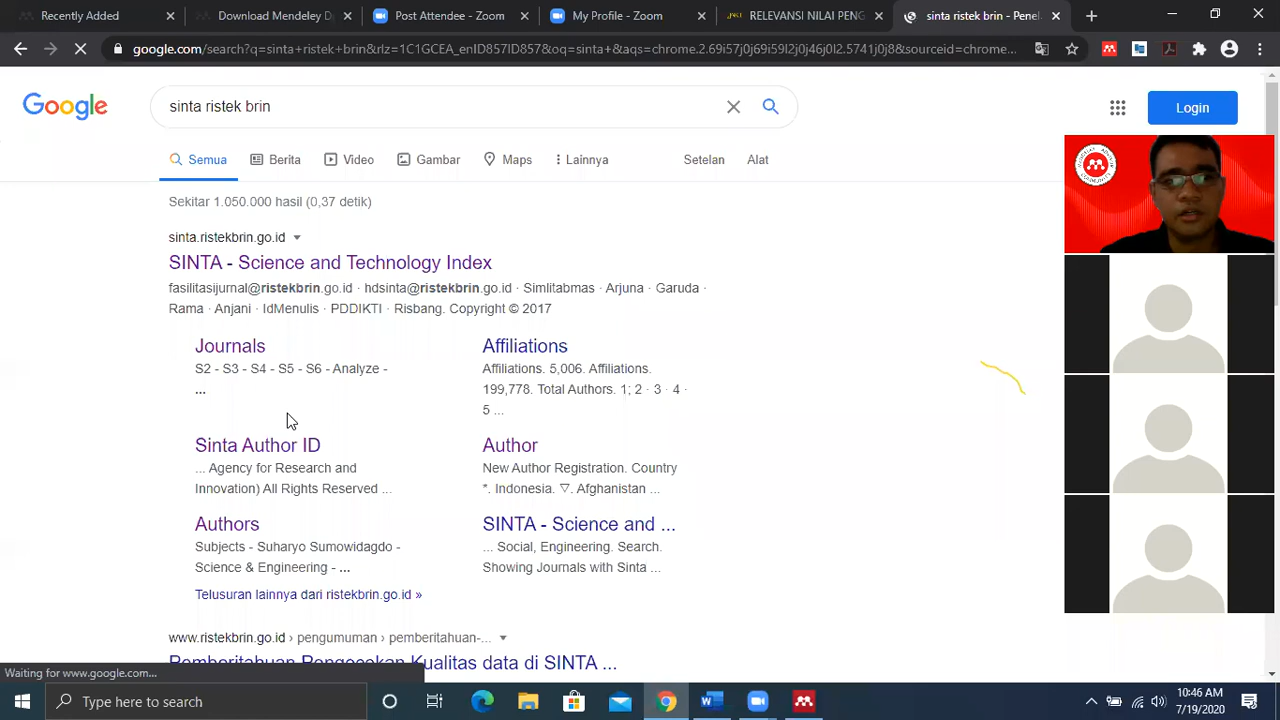 Recently Added
Download Mendeley D
Post Attendee - Zoom
My Profile - Zoom
RELEVANSI NILAI PENG
sinta ristek brin - Penel
google.com/search?q=sinta+ristek+brin&rlz=1C1GCEA_enID857ID857&oq=sinta+&aqs=chrome.2.69i57j0j69i59l2j0j46j0l2.5741j0j8&sourceid=chrome...
Google
sinta ristek brin
Login
Semua
Berita
Video
Gambar
Maps
Lainnya
Setelan
Alat
Sekitar 1.050.000 hasil (0,37 detik)
sinta.ristekbrin.go.id
SINTA - Science and Technology Index
fasilitasijurnal@ristekbrin.go.id · hdsinta@ristekbrin.go.id · Simlitabmas · Arjuna · Garuda ·
Rama · Anjani · IdMenulis · PDDIKTI · Risbang. Copyright © 2017
Journals
S2 - S3 - S4 - S5 - S6 - Analyze -
...
Affiliations
Affiliations. 5,006. Affiliations.
199,778. Total Authors. 1; 2 · 3 · 4 ·
5 ...
Sinta Author ID
... Agency for Research and
Innovation) All Rights Reserved ...
Author
New Author Registration. Country
*. Indonesia. ▽. Afghanistan ...
Authors
Subjects - Suharyo Sumowidagdo -
Science & Engineering - ...
SINTA - Science and ...
... Social, Engineering. Search.
Showing Journals with Sinta ...
Telusuran lainnya dari ristekbrin.go.id »
www.ristekbrin.go.id › pengumuman › pemberitahuan-...
Pemberitahuan Pengecekan Kualitas data di SINTA ...
Waiting for www.google.com...
Type here to search
10:46 AM
7/19/2020